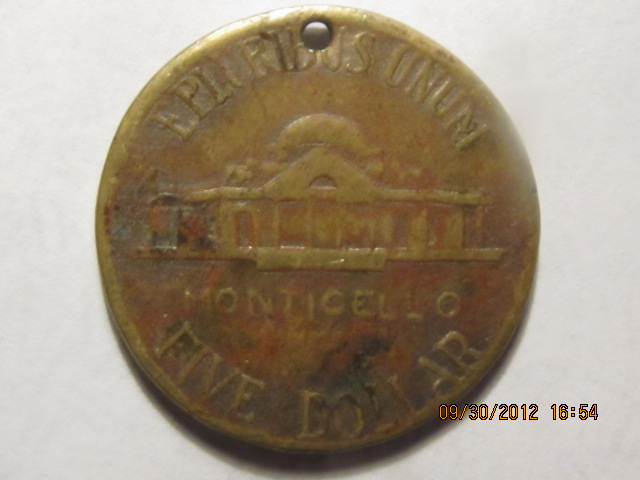 E PLURIBUS UNUM
MONTICELLO
FIVE DOLLAR
09/30/2012 16:54